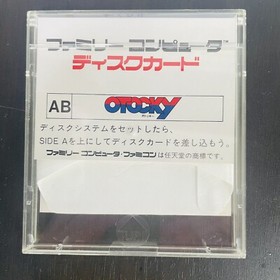 ファミリー コンピュータ™
ディスクカード
AB
OTOCKY
ディスクシステムをセットしたら、
SIDE Aを上にしてディスクカードを差し込もう。
ファミリー コンピュータ・ファミコンは任天堂の商標です。